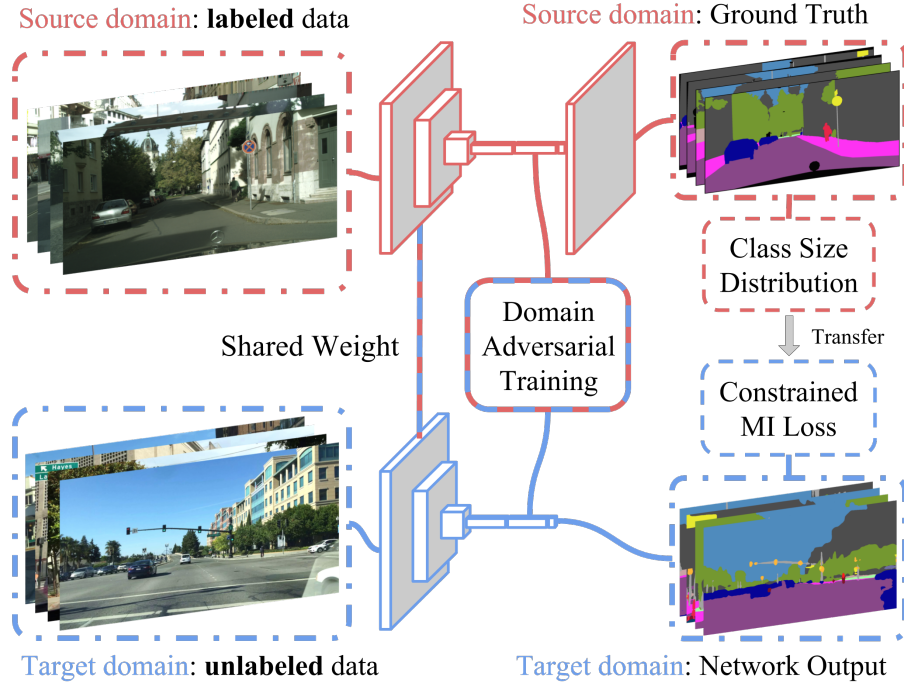 Source domain: labeled data
Source domain: Ground Truth
Class Size
Distribution
Transfer
Shared Weight
Domain
Adversarial
Training
Constrained
MI Loss
Hayes
Target domain: unlabeled data
Target domain: Network Output